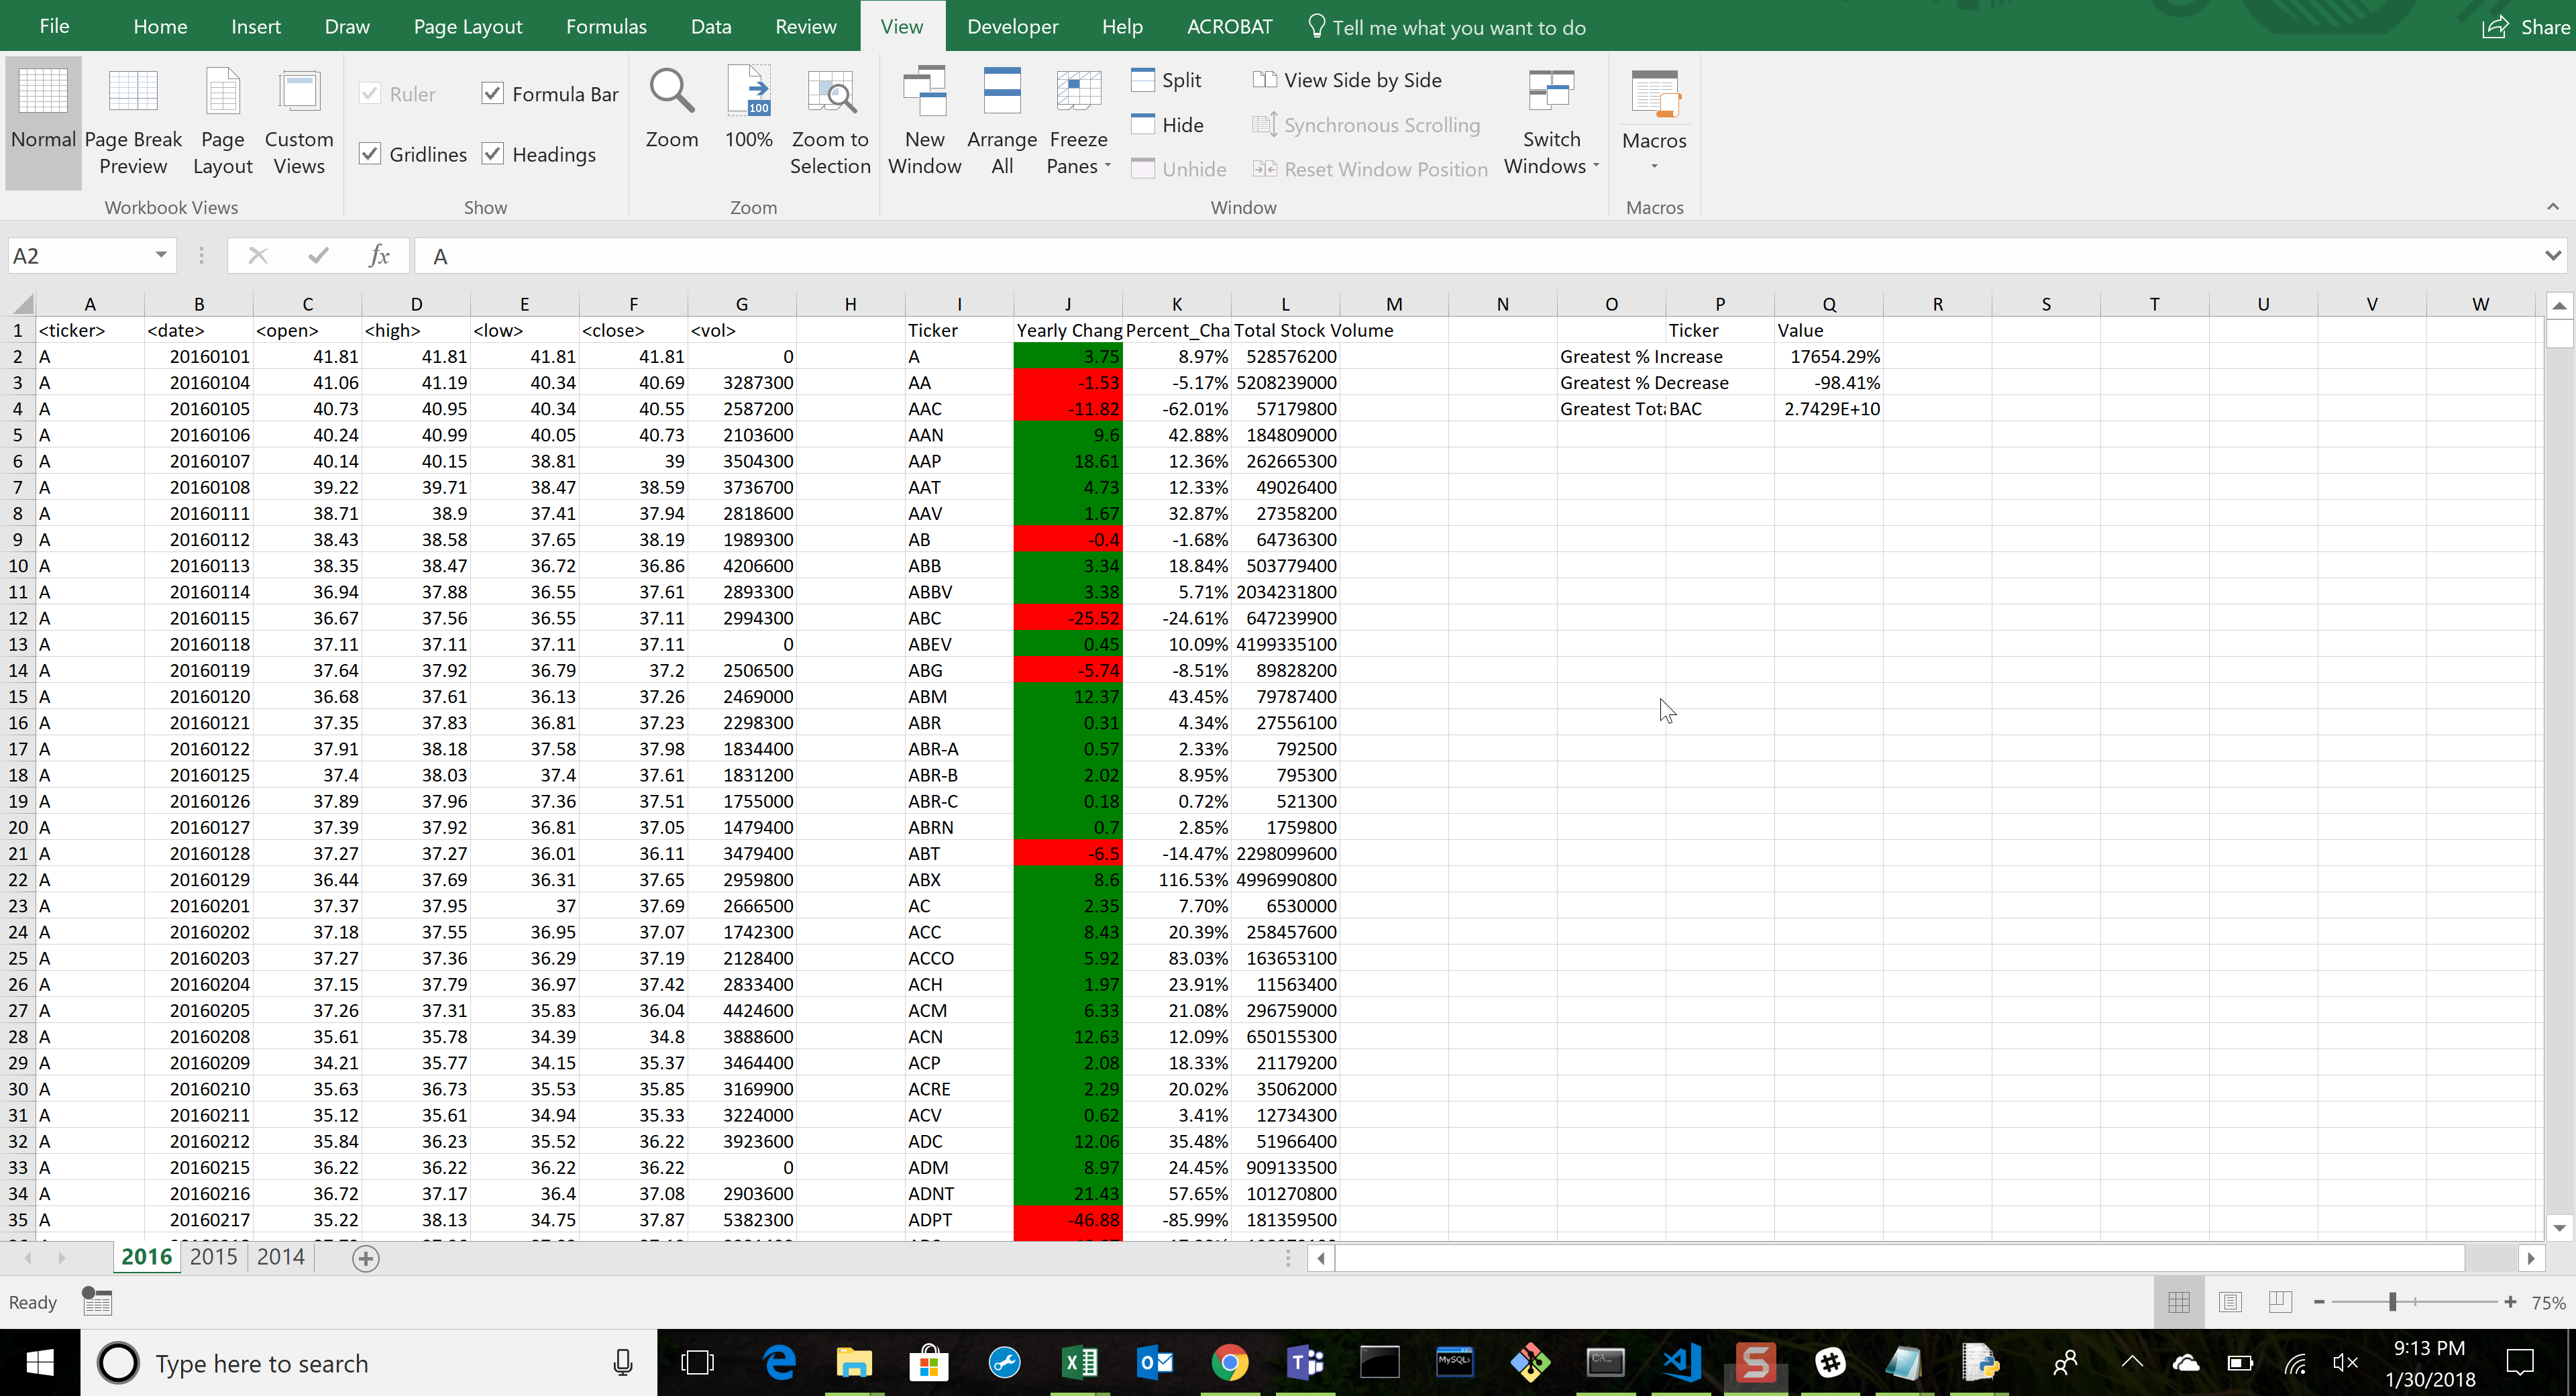 File Home Insert Draw Page Layout Formulas Data Review View Developer Help ACROBAT Tell me what you want to do Share
Normal Page Break Preview Page Layout Custom Views
Ruler Formula Bar
Gridlines Headings
Zoom 100% Zoom to Selection
100
New Window Arrange All Freeze Panes
Split
Hide
Unhide
View Side by Side
Synchronous Scrolling
Reset Window Position
Switch Windows
Macros
Workbook Views Show Zoom Window Macros
A2 fx A
A B C D E F G H I J K L M N O P Q R S T U V W
1 <ticker> <date> <open> <high> <low> <close> <vol> Ticker Yearly Chang Percent_Cha Total Stock Volume Ticker Value
2 A 20160101 41.81 41.81 41.81 41.81 0 A 3.75 8.97% 528576200 Greatest % Increase 17654.29%
3 A 20160104 41.06 41.19 40.34 40.69 3287300 AA -1.53 -5.17% 5208239000 Greatest % Decrease -98.41%
4 A 20160105 40.73 40.95 40.34 40.55 2587200 AAC -11.82 -62.01% 57179800 Greatest Tota BAC 2.7429E+10
5 A 20160106 40.24 40.99 40.05 40.73 2103600 AAN 9.6 42.88% 184809000
6 A 20160107 40.14 40.15 38.81 39 3504300 AAP 18.61 12.36% 262665300
7 A 20160108 39.22 39.71 38.47 38.59 3736700 AAT 4.73 12.33% 49026400
8 A 20160111 38.71 38.9 37.41 37.94 2818600 AAV 1.67 32.87% 27358200
9 A 20160112 38.43 38.58 37.65 38.19 1989300 AB -0.4 -1.68% 64736300
10 A 20160113 38.35 38.47 36.72 36.86 4206600 ABB 3.34 18.84% 503779400
11 A 20160114 36.94 37.88 36.55 37.61 2893300 ABBV 3.38 5.71% 2034231800
12 A 20160115 36.67 37.56 36.55 37.11 2994300 ABC -25.52 -24.61% 647239900
13 A 20160118 37.11 37.11 37.11 37.11 0 ABEV 0.45 10.09% 4199335100
14 A 20160119 37.64 37.92 36.79 37.2 2506500 ABG -5.74 -8.51% 89828200
15 A 20160120 36.68 37.61 36.13 37.26 2469000 ABM 12.37 43.45% 79787400
16 A 20160121 37.35 37.83 36.81 37.23 2298300 ABR 0.31 4.34% 27556100
17 A 20160122 37.91 38.18 37.58 37.98 1834400 ABR-A 0.57 2.33% 792500
18 A 20160125 37.4 38.03 37.4 37.61 1831200 ABR-B 2.02 8.95% 795300
19 A 20160126 37.89 37.96 37.36 37.51 1755000 ABR-C 0.18 0.72% 521300
20 A 20160127 37.39 37.92 36.81 37.05 1479400 ABRN 0.7 2.85% 1759800
21 A 20160128 37.27 37.27 36.01 36.11 3479400 ABT -6.5 -14.47% 2298099600
22 A 20160129 36.44 37.69 36.31 37.65 2959800 ABX 8.6 116.53% 4996990800
23 A 20160201 37.37 37.95 37 37.69 2666500 AC 2.35 7.70% 6530000
24 A 20160202 37.18 37.55 36.95 37.07 1742300 ACC 8.43 20.39% 258457600
25 A 20160203 37.27 37.36 36.29 37.19 2128400 ACCO 5.92 83.03% 163653100
26 A 20160204 37.15 37.79 36.97 37.42 2833400 ACH 1.97 23.91% 11563400
27 A 20160205 37.26 37.31 35.83 36.04 4424600 ACM 6.33 21.08% 296759000
28 A 20160208 35.61 35.78 34.39 34.8 3888600 ACN 12.63 12.09% 650155300
29 A 20160209 34.21 35.77 34.15 35.37 3464400 ACP 2.08 18.33% 21179200
30 A 20160210 35.63 36.73 35.53 35.85 3169900 ACRE 2.29 20.02% 35062000
31 A 20160211 35.12 35.61 34.94 35.33 3224000 ACV 0.62 3.41% 12734300
32 A 20160212 35.84 36.23 35.52 36.22 3923600 ADC 12.06 35.48% 51966400
33 A 20160215 36.22 36.22 36.22 36.22 0 ADM 8.97 24.45% 909133500
34 A 20160216 36.72 37.17 36.4 37.08 2903600 ADNT 21.43 57.65% 101270800
35 A 20160217 35.22 38.13 34.75 37.87 5382300 ADPT -46.88 -85.99% 181359500
2016 2015 2014
Ready 75%
Type here to search MySQL> 9:13 PM
1/30/2018